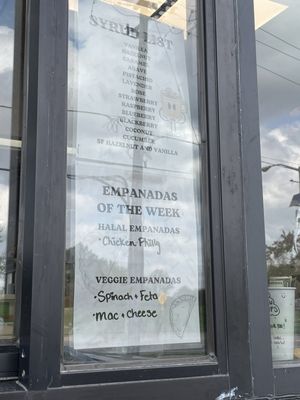 SYRUP LIST
VANILLA
HAZELNUT
CARAMEL
AGAVE
PISTACHIO
LAVENDER
ROSE
STRAWBERRY
RASPBERRY
BLUEBERRY
BLACKBERRY
COCONUT
CUCUMBER
SF HAZELNUT AND VANILLA
EMPANADAS
OF THE WEEK
HALAL EMPANADAS
• Chicken Philly
VEGGIE EMPANADAS
• Spinach + Feta
• Mac + Cheese